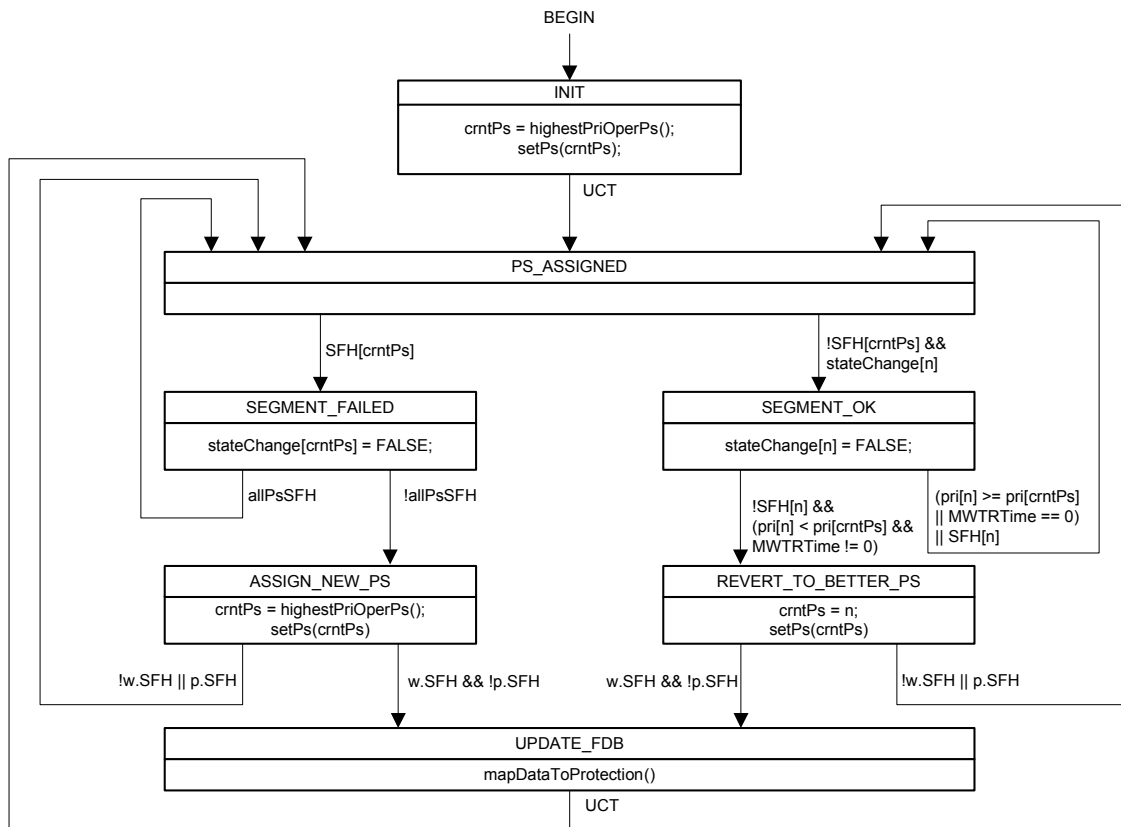 BEGIN
INIT
crntPs = highestPriOperPs();
setPs(crntPs);
UCT
PS_ASSIGNED
SFH[crntPs]
!SFH[crntPs] &&
stateChange[n]
SEGMENT_FAILED
stateChange[crntPs] = FALSE;
SEGMENT_OK
stateChange[n] = FALSE;
allPsSFH
!allPsSFH
!SFH[n] &&
(pri[n] < pri[crntPs] &&
MWTRTime != 0)
(pri[n] >= pri[crntPs]
|| MWTRTime == 0)
|| SFH[n]
ASSIGN_NEW_PS
crntPs = highestPriOperPs();
setPs(crntPs)
REVERT_TO_BETTER_PS
crntPs = n;
setPs(crntPs)
!w.SFH || p.SFH
w.SFH && !p.SFH
w.SFH && !p.SFH
!w.SFH || p.SFH
UPDATE_FDB
mapDataToProtection()
UCT